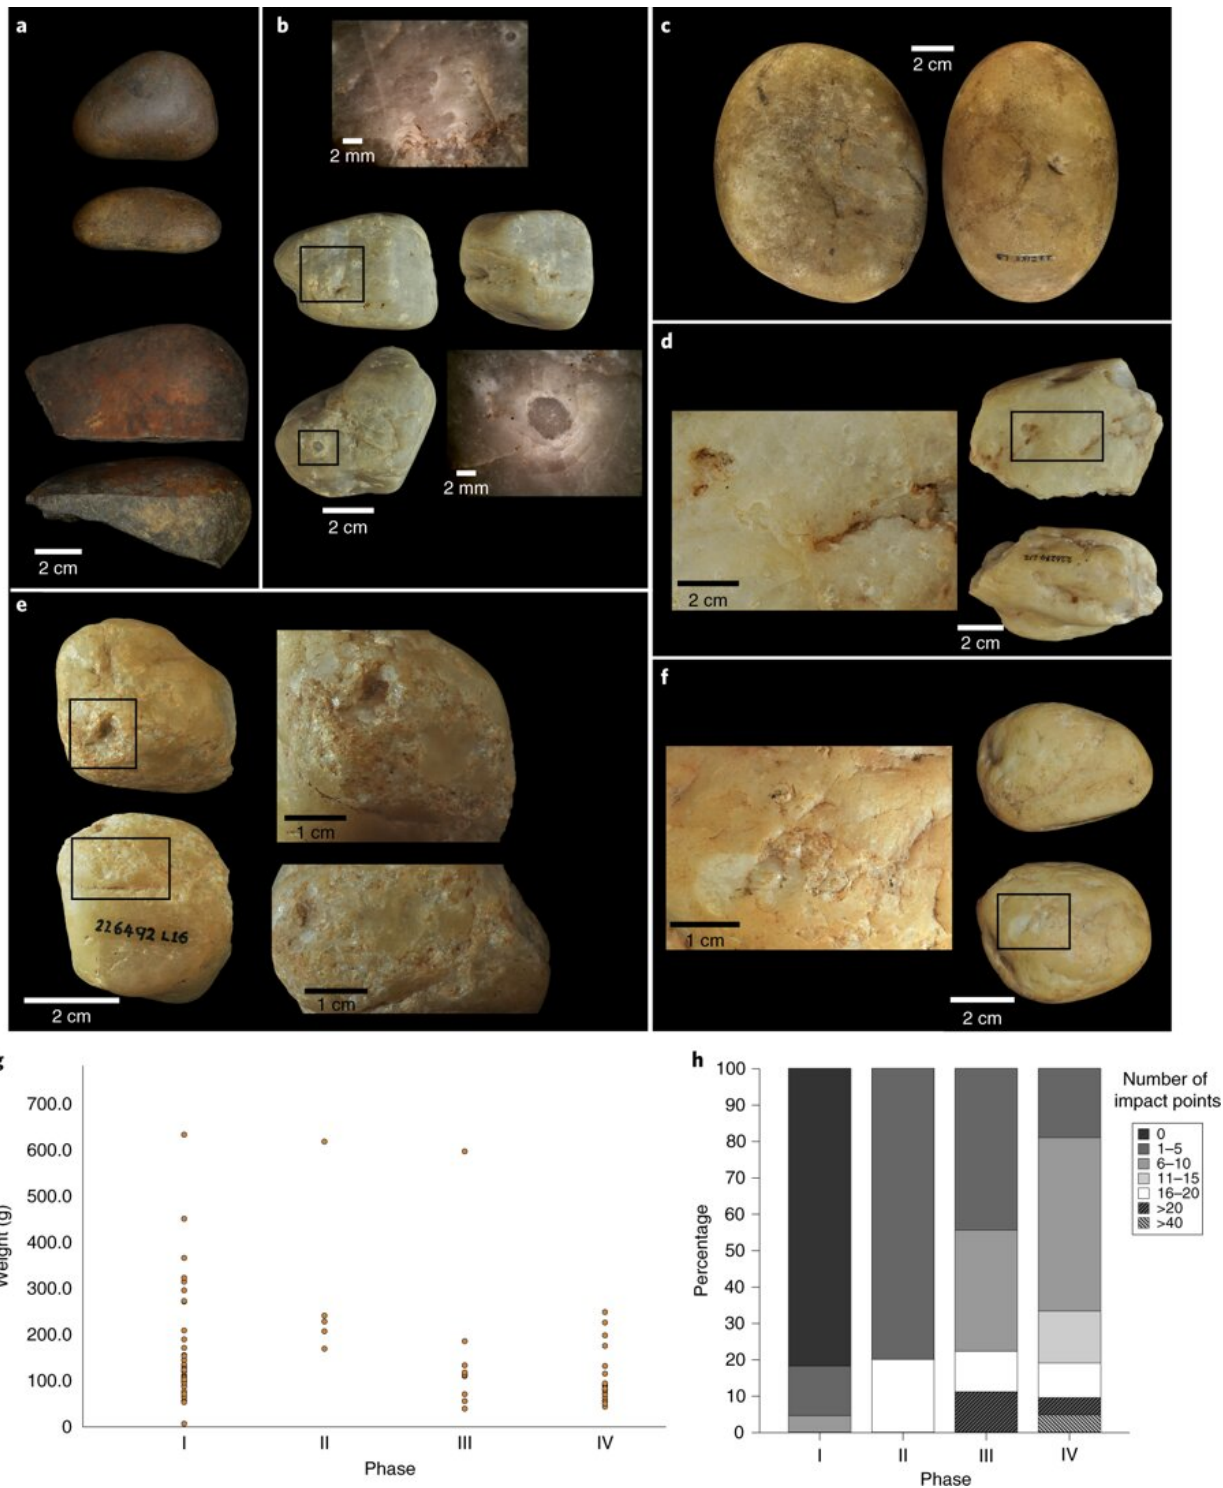 a
b
2 mm
2 mm
2 cm
2 cm
c
2 cm
d
2 cm
2 cm
e
1 cm
226492 L16
1 cm
2 cm
f
1 cm
2 cm
g
Weight (g)
700.0
600.0
500.0
400.0
300.0
200.0
100.0
0
I II III IV
Phase
h
Percentage
100
90
80
70
60
50
40
30
20
10
0
I II III IV
Phase
Number of
impact points
0
1–5
6–10
11–15
16–20
>20
>40